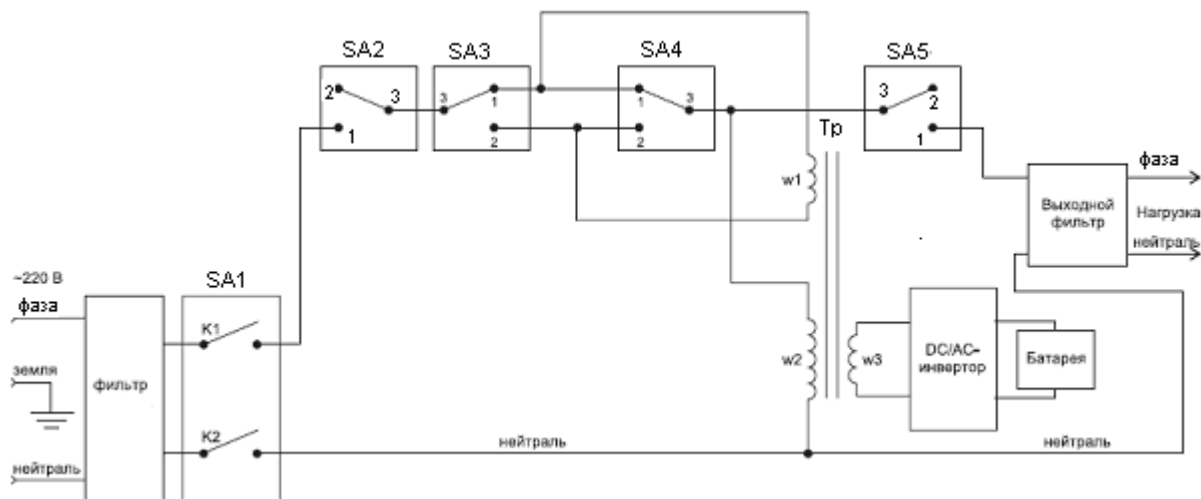 SA2
SA3
SA4
SA5
2
3
1
3
1
2
1
3
2
3
2
1
Тр
w1
фаза
Выходной
фильтр
Нагрузка
нейтраль
~220 В
фаза
SA1
K1
земля
фильтр
w2
w3
DC/AC–
инвертор
Батарея
K2
нейтраль
нейтраль
нейтраль